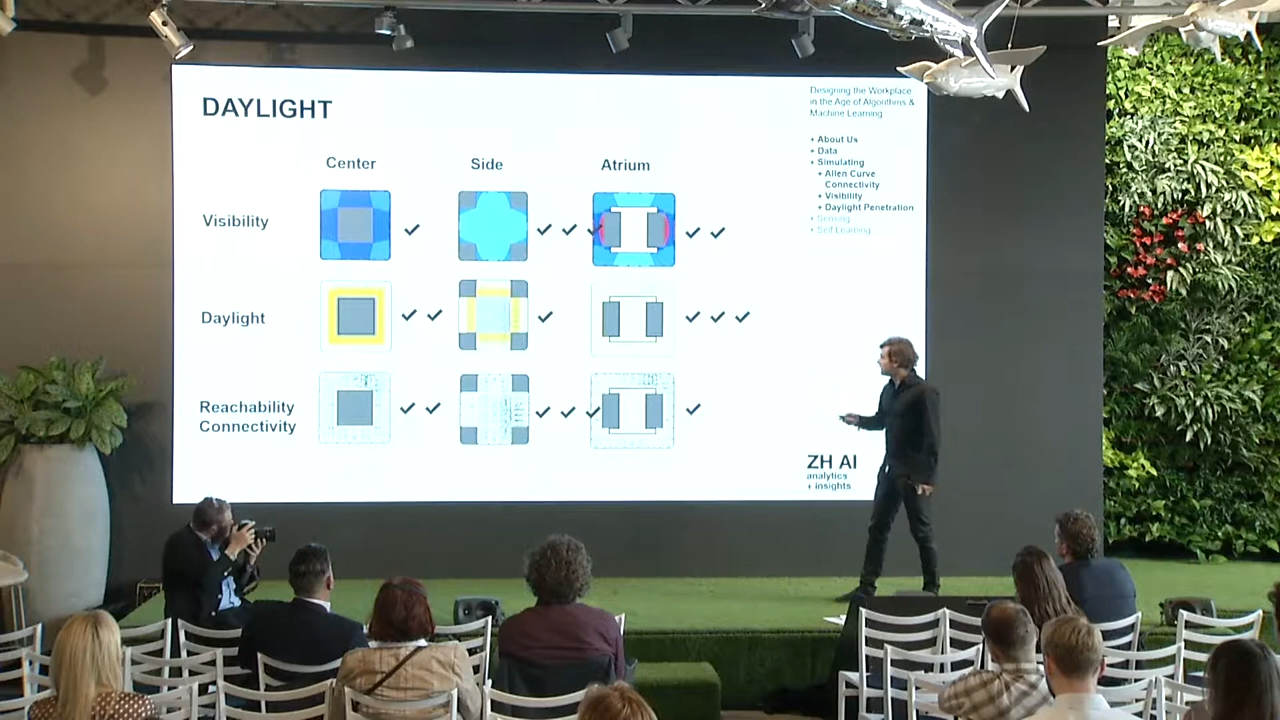 DAYLIGHT
Designing the Workplace
in the Age of Algorithms &
Machine Learning
+ About Us
+ Data
+ Simulating
+ Allen Curve
Connectivity
+ Visibility
+ Daylight Penetration
+ Sensing
+ Self Learning
Center Side Atrium
Visibility
Daylight
Reachability
Connectivity
ZH AI
analytics
+ insights